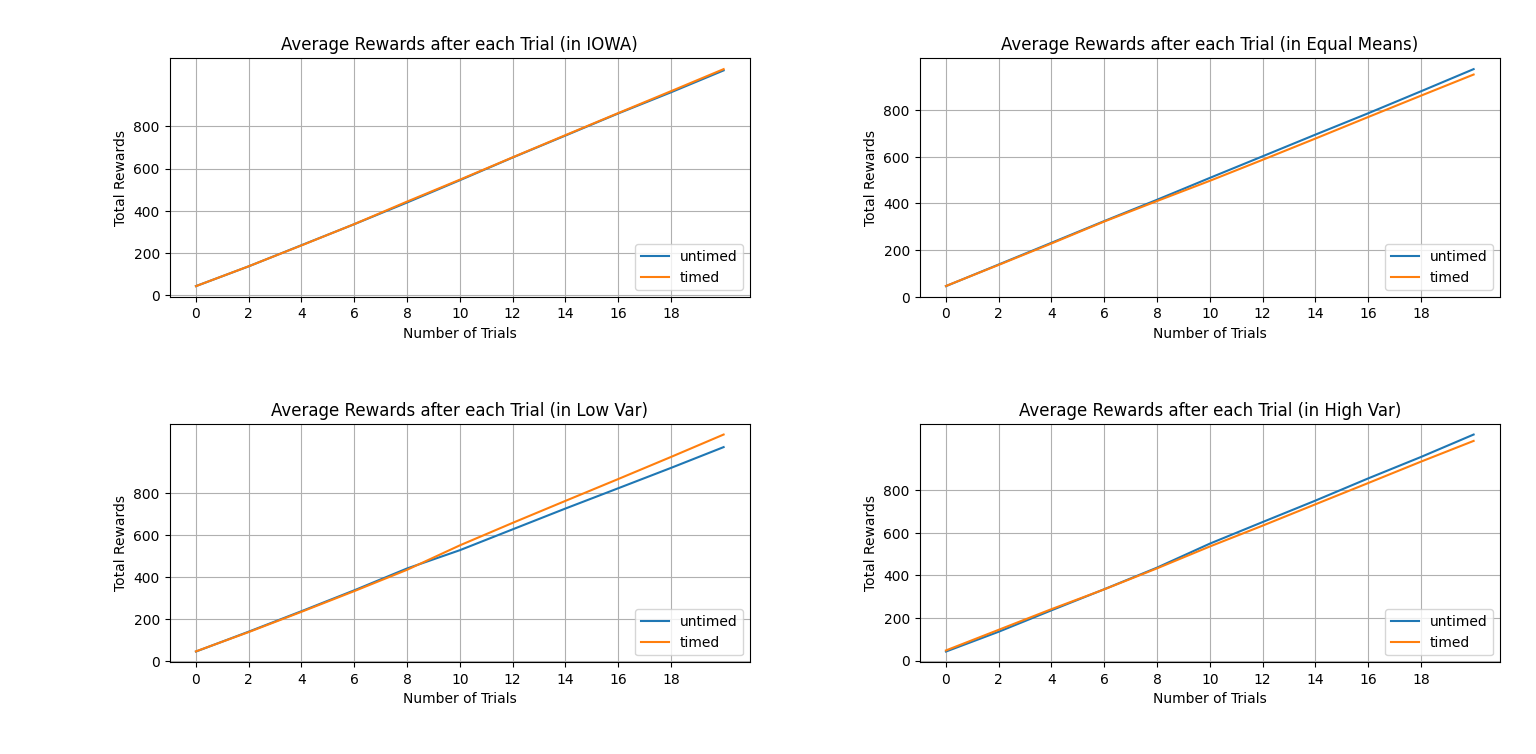 Average Rewards after each Trial (in IOWA)
Total Rewards
800
600
400
200
0
0 2 4 6 8 10 12 14 16 18
Number of Trials
untimed
timed
Average Rewards after each Trial (in Equal Means)
Total Rewards
800
600
400
200
0
0 2 4 6 8 10 12 14 16 18
Number of Trials
untimed
timed
Average Rewards after each Trial (in Low Var)
Total Rewards
800
600
400
200
0
0 2 4 6 8 10 12 14 16 18
Number of Trials
untimed
timed
Average Rewards after each Trial (in High Var)
Total Rewards
800
600
400
200
0
0 2 4 6 8 10 12 14 16 18
Number of Trials
untimed
timed